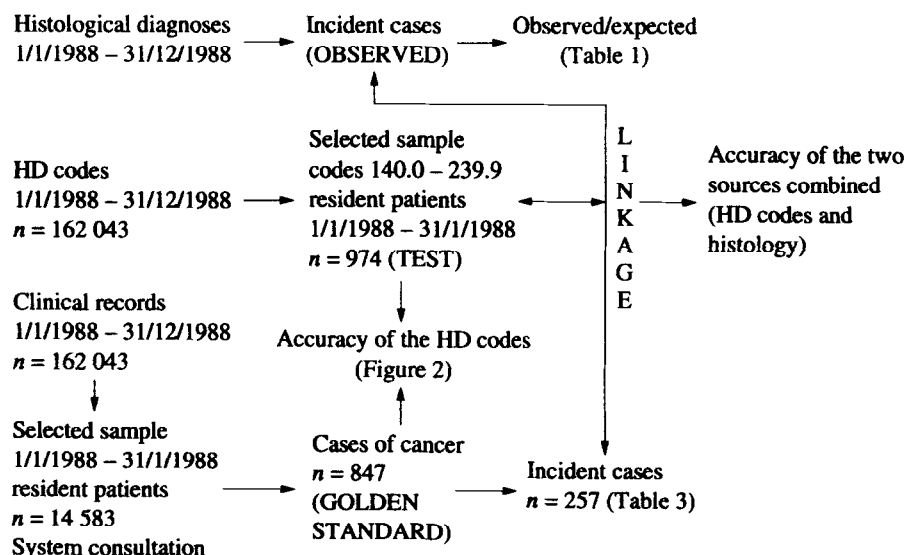 Histological diagnoses
1/1/1988 – 31/12/1988
Incident cases
(OBSERVED)
Observed/expected
(Table 1)
HD codes
1/1/1988 – 31/12/1988
n = 162 043
Selected sample
codes 140.0 – 239.9
resident patients
1/1/1988 – 31/1/1988
n = 974 (TEST)
L
I
N
K
A
G
E
Accuracy of the two
sources combined
(HD codes and
histology)
Clinical records
1/1/1988 – 31/12/1988
n = 162 043
Accuracy of the HD codes
(Figure 2)
Selected sample
1/1/1988 – 31/1/1988
resident patients
n = 14 583
System consultation
Cases of cancer
n = 847
(GOLDEN
STANDARD)
Incident cases
n = 257 (Table 3)